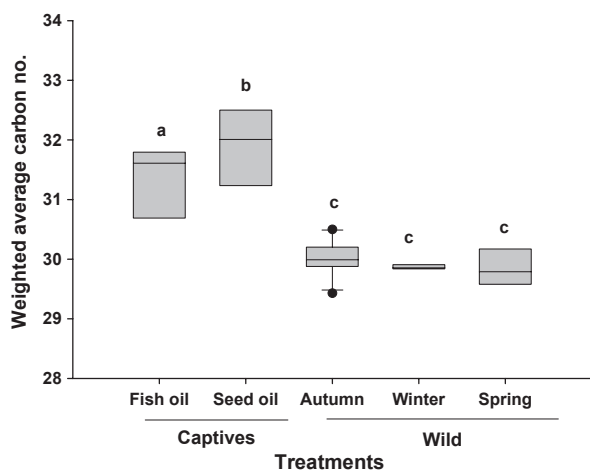 34
33
32
31
30
29
28
Weighted average carbon no.
a
b
c
c
c
Fish oil Seed oil Autumn Winter Spring
Captives Wild
Treatments